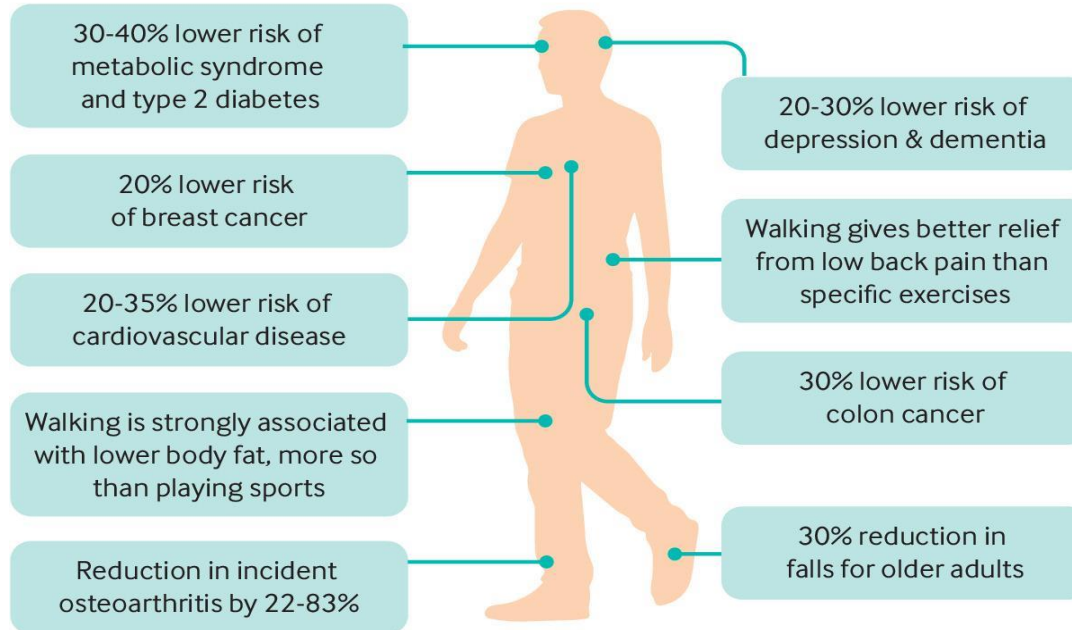 30-40% lower risk of
metabolic syndrome
and type 2 diabetes
20-30% lower risk of
depression & dementia
20% lower risk
of breast cancer
Walking gives better relief
from low back pain than
specific exercises
20-35% lower risk of
cardiovascular disease
30% lower risk of
colon cancer
Walking is strongly associated
with lower body fat, more so
than playing sports
30% reduction in
falls for older adults
Reduction in incident
osteoarthritis by 22-83%